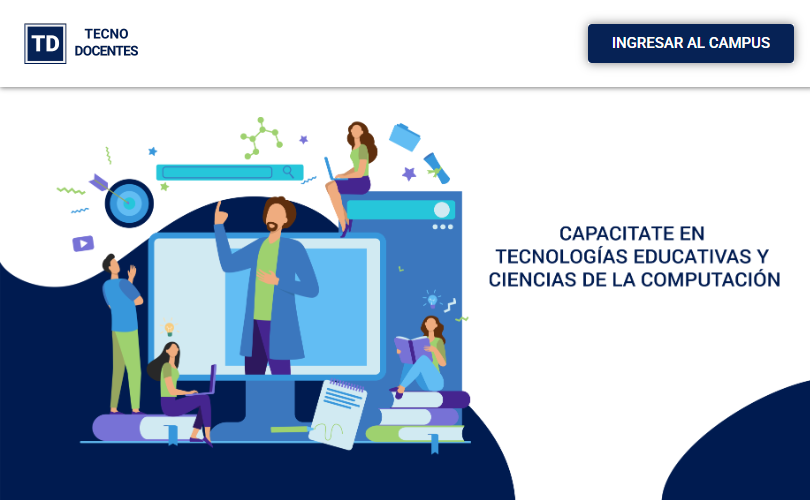 TD
TECNO
DOCENTES
INGRESAR AL CAMPUS
CAPACITATE EN
TECNOLOGÍAS EDUCATIVAS Y
CIENCIAS DE LA COMPUTACIÓN